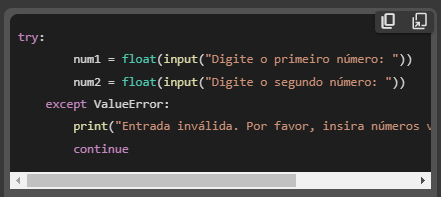 try:
        num1 = float(input("Digite o primeiro número: "))
        num2 = float(input("Digite o segundo número: "))
    except ValueError:
        print("Entrada inválida. Por favor, insira números
        continue